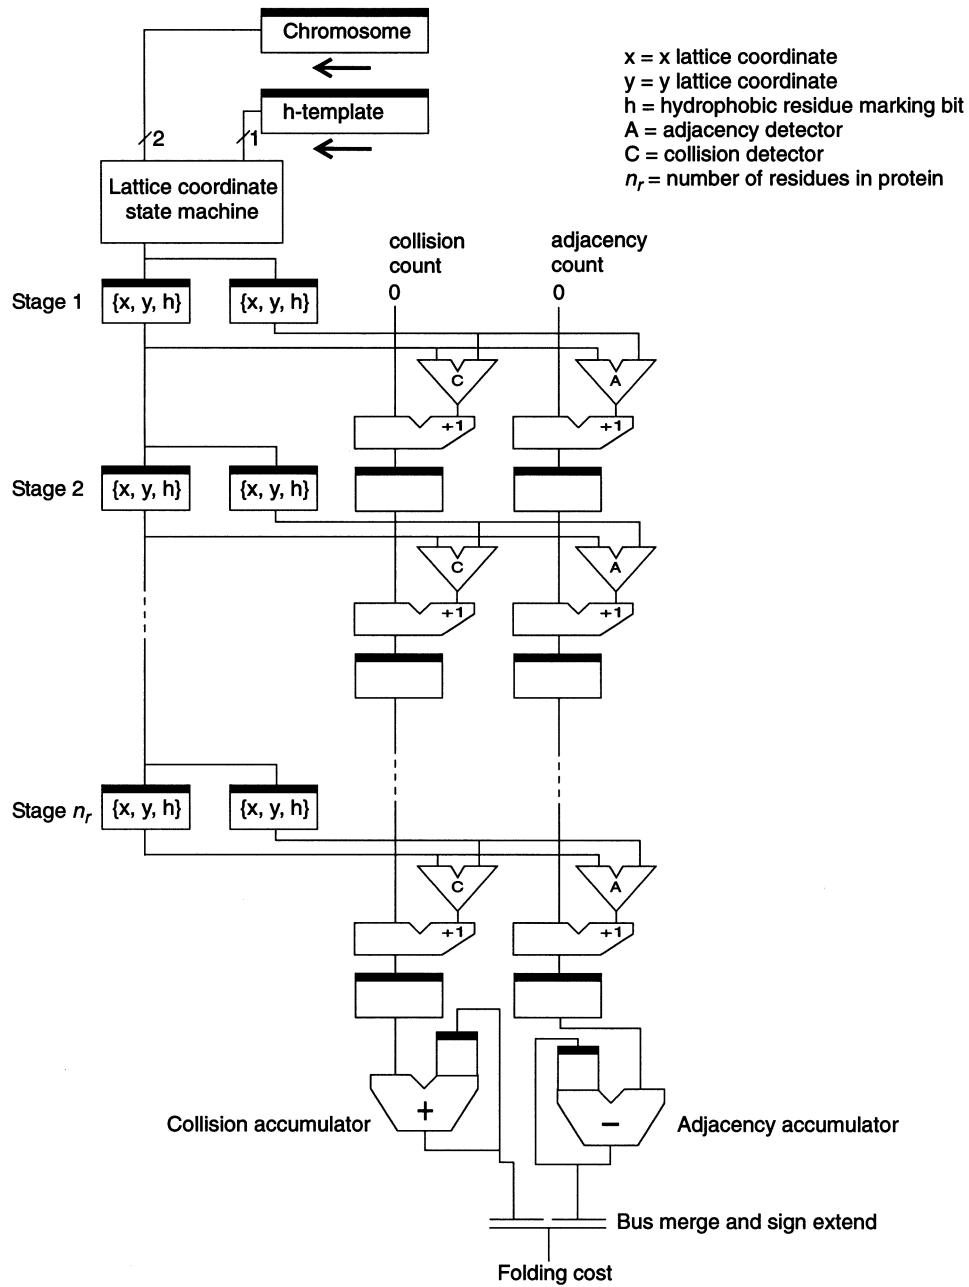 Chromosome
h-template
2
1
Lattice coordinate
state machine
x = x lattice coordinate
y = y lattice coordinate
h = hydrophobic residue marking bit
A = adjacency detector
C = collision detector
nᵣ = number of residues in protein
collision
count
0
adjacency
count
0
Stage 1
{x, y, h}
{x, y, h}
C
A
+1
+1
Stage 2
{x, y, h}
{x, y, h}
C
A
+1
+1
Stage nᵣ
{x, y, h}
{x, y, h}
C
A
+1
+1
Collision accumulator
+
−
Adjacency accumulator
Bus merge and sign extend
Folding cost